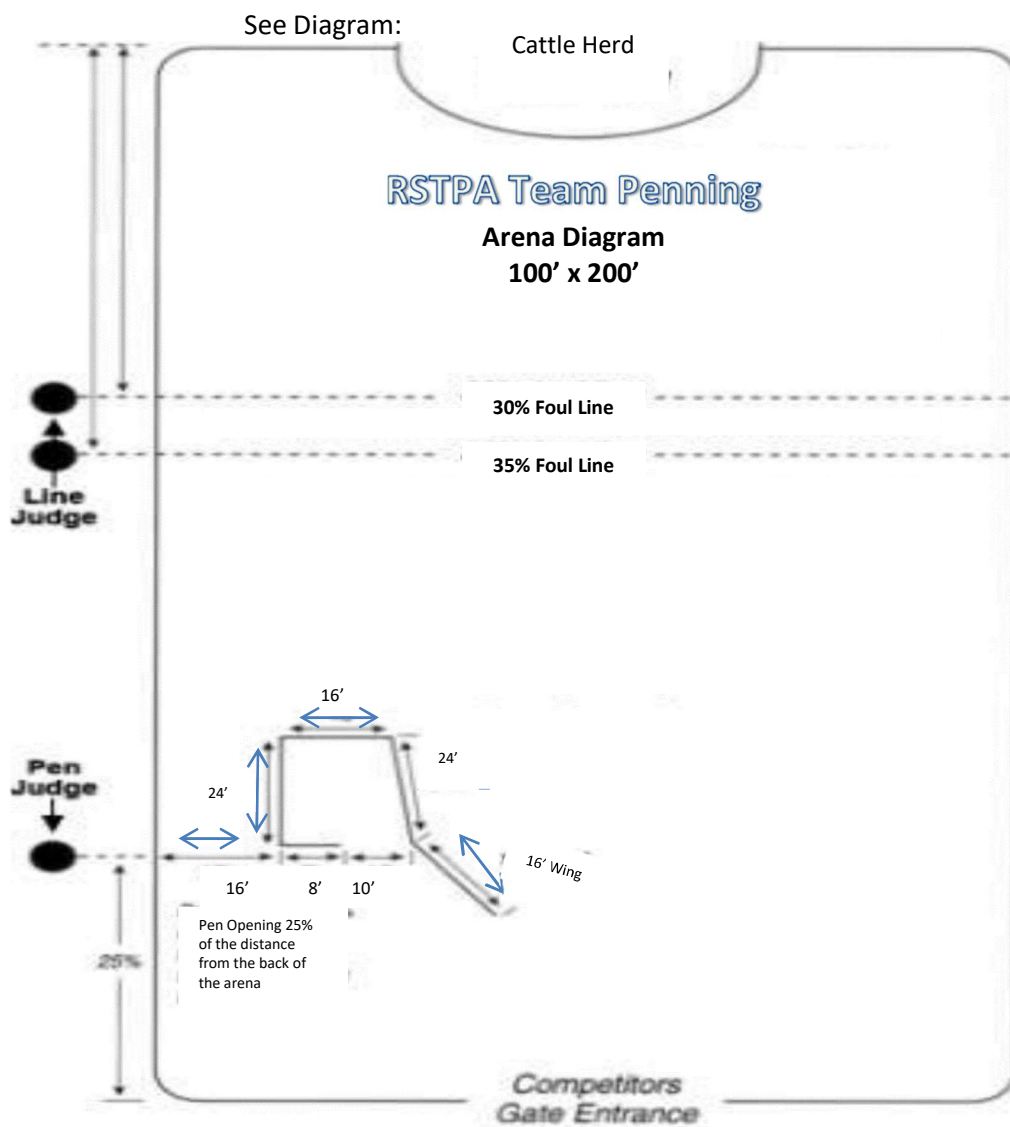 See Diagram:
Cattle Herd
RSTPA Team Penning
Arena Diagram
100’ x 200’
30% Foul Line
35% Foul Line
Line
Judge
16’
24’
Pen
Judge
24’
16’ Wing
16’
8’
10’
Pen Opening 25%
of the distance
from the back of
the arena
25%
Competitors
Gate Entrance